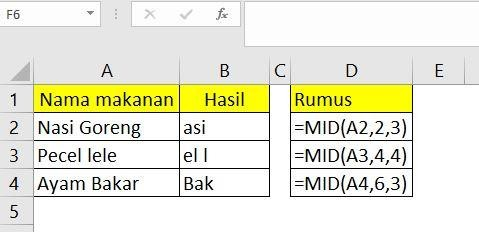 F6 fx
A B C D E
1 Nama makanan Hasil Rumus
2 Nasi Goreng asi =MID(A2,2,3)
3 Pecel lele el l =MID(A3,4,4)
4 Ayam Bakar Bak =MID(A4,6,3)
5